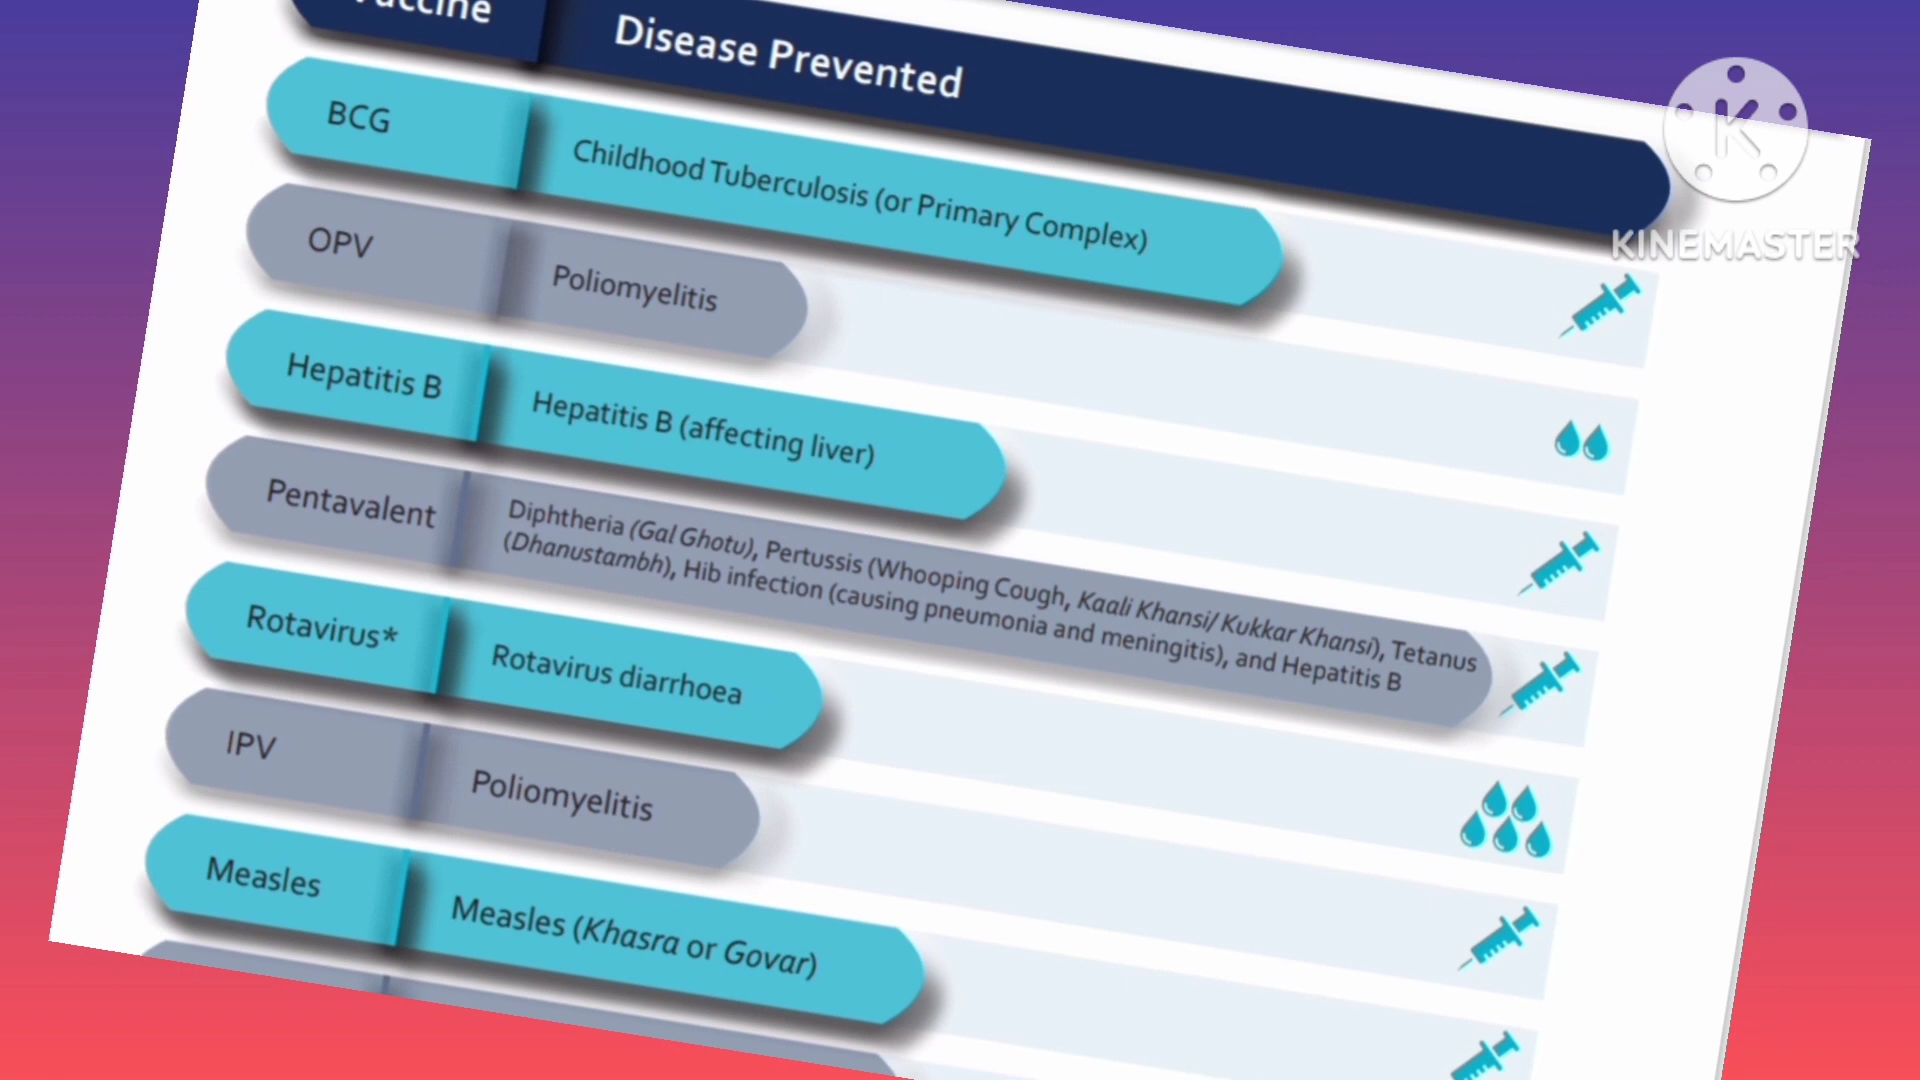 Disease Prevented
BCG
Childhood Tuberculosis (or Primary Complex)
OPV
Poliomyelitis
Hepatitis B
Hepatitis B (affecting liver)
Pentavalent
Diphtheria (Gal Ghotu), Pertussis (Whooping Cough, Kaali Khansi/ Kukkar Khansi), Tetanus
(Dhanustambh), Hib infection (causing pneumonia and meningitis), and Hepatitis B
Rotavirus*
Rotavirus diarrhoea
IPV
Poliomyelitis
Measles
Measles (Khasra or Govar)
K
KINEMASTER